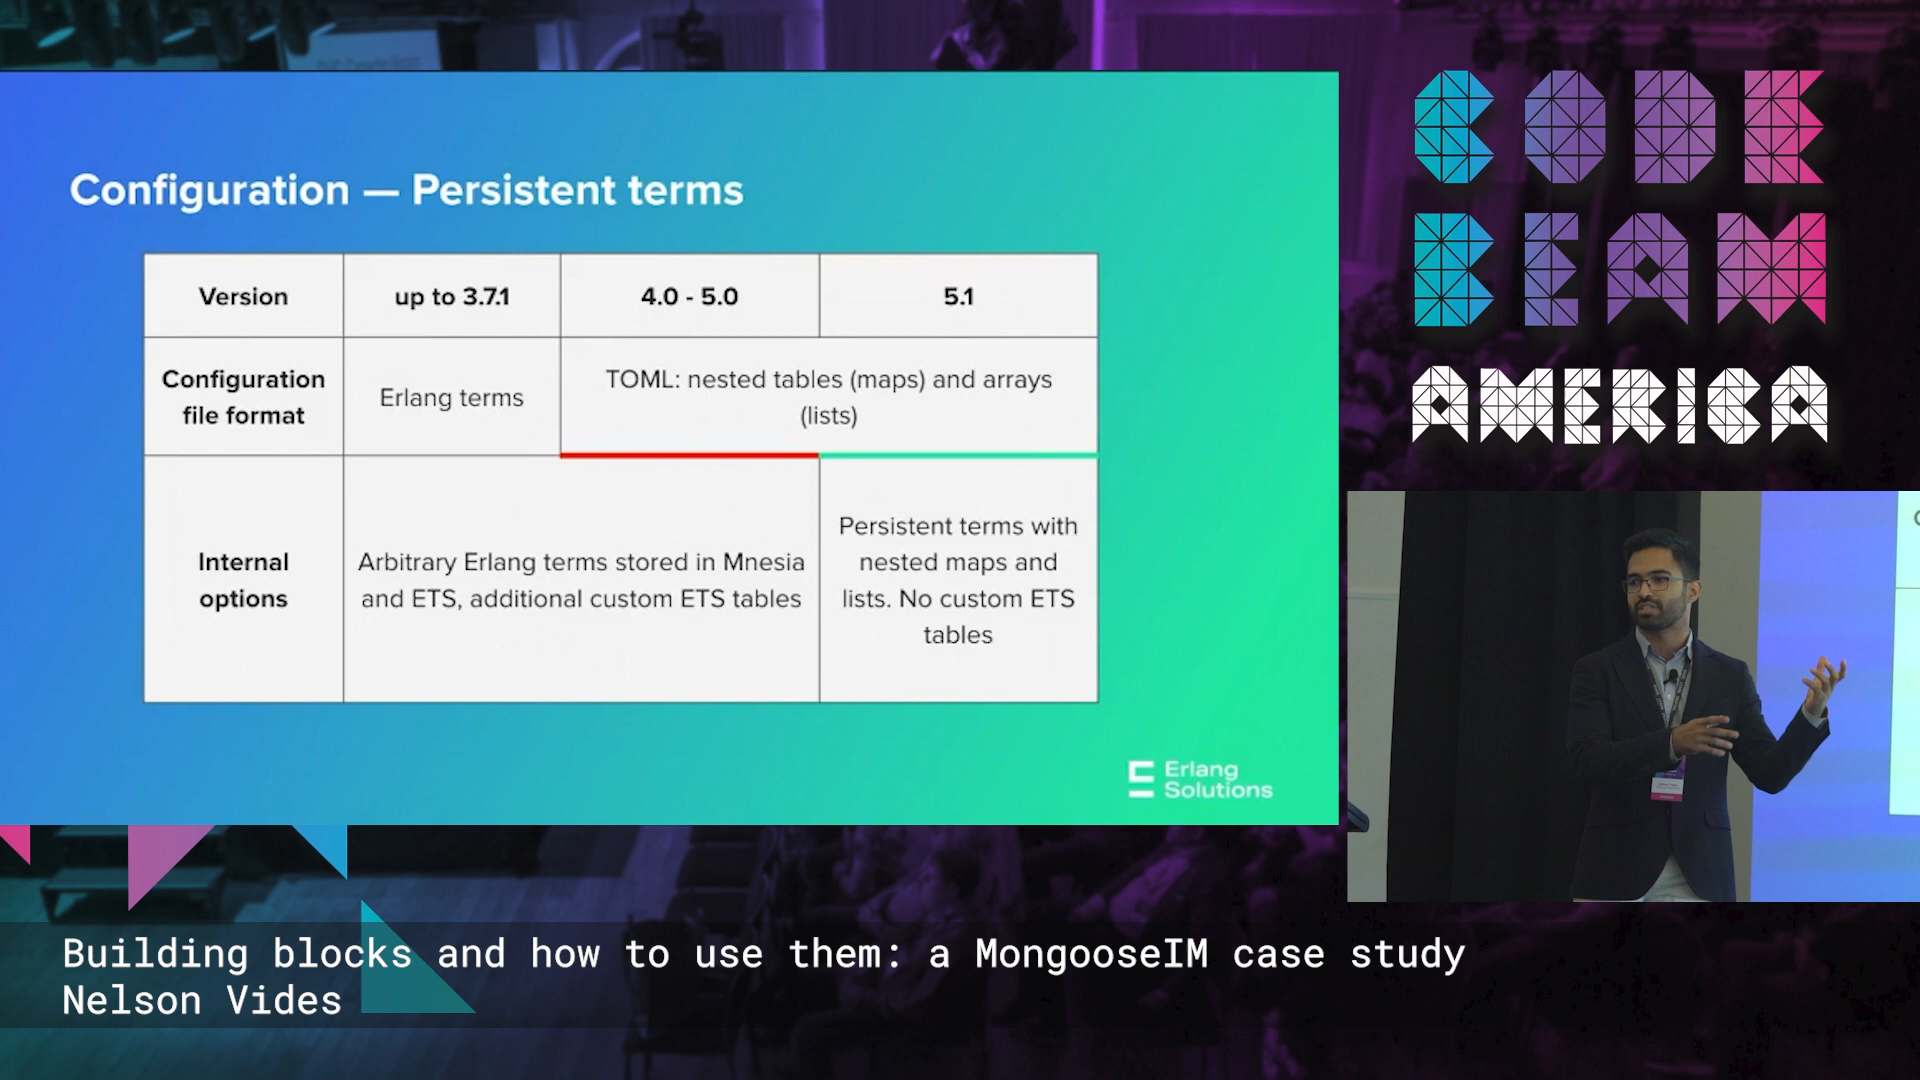 CODE
BEAM
AMERICA
Configuration — Persistent terms
Version
up to 3.7.1
4.0 - 5.0
5.1
Configuration
file format
Erlang terms
TOML: nested tables (maps) and arrays
(lists)
Internal
options
Arbitrary Erlang terms stored in Mnesia
and ETS, additional custom ETS tables
Persistent terms with
nested maps and
lists. No custom ETS
tables
Erlang
Solutions
Building blocks and how to use them: a MongooseIM case study
Nelson Vides